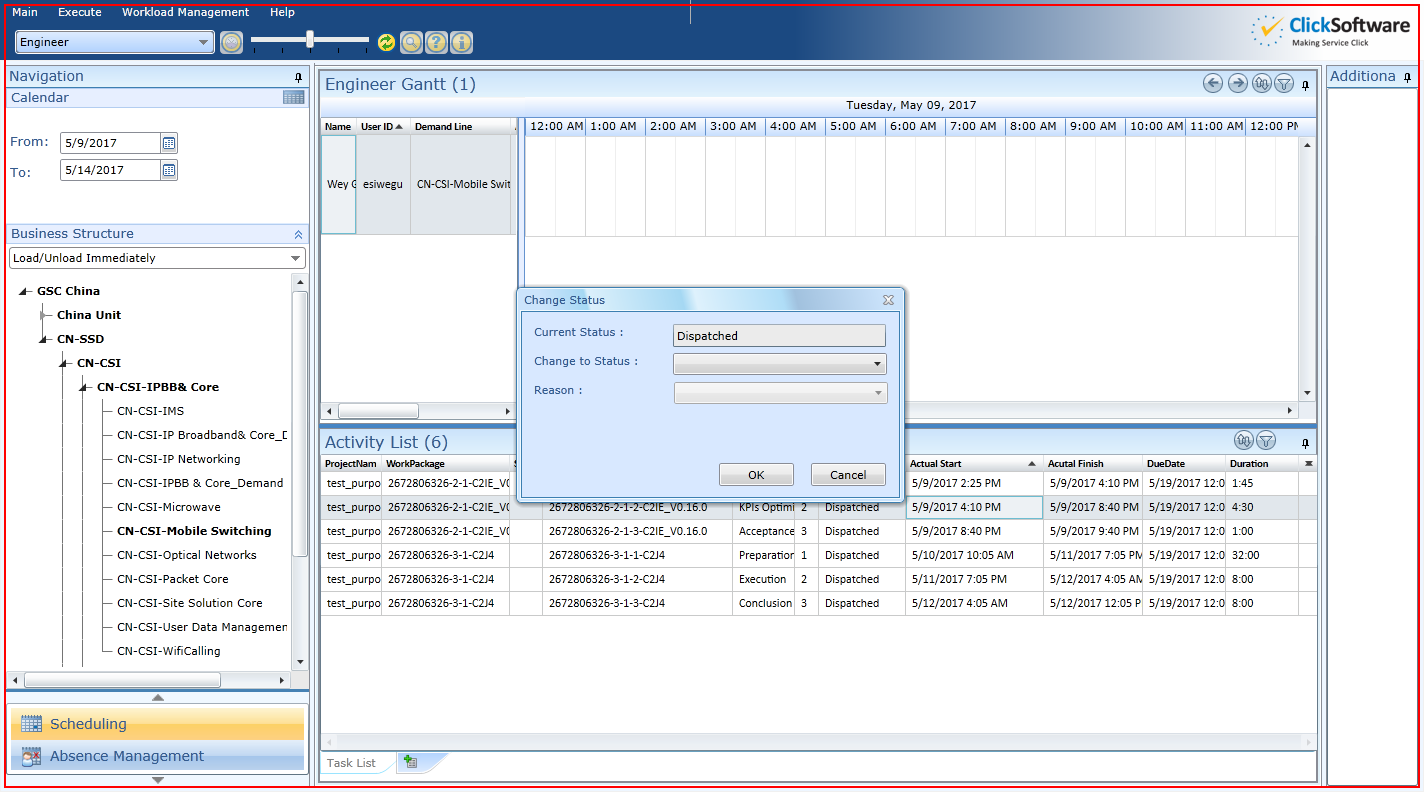 Main Execute Workload Management Help
Engineer
ClickSoftware
Making Service Click
Navigation
Calendar
From: 5/9/2017
To: 5/14/2017
Business Structure
Load/Unload Immediately
GSC China
China Unit
CN-SSD
CN-CSI
CN-CSI-IPBB& Core
CN-CSI-IMS
CN-CSI-IP Broadband& Core_D
CN-CSI-IP Networking
CN-CSI-IPBB & Core_Demand
CN-CSI-Microwave
CN-CSI-Mobile Switching
CN-CSI-Optical Networks
CN-CSI-Packet Core
CN-CSI-Site Solution Core
CN-CSI-User Data Managemen
CN-CSI-WifiCalling
Scheduling
Absence Management
Engineer Gantt (1)
Tuesday, May 09, 2017
Name User ID Demand Line 12:00 AM 1:00 AM 2:00 AM 3:00 AM 4:00 AM 5:00 AM 6:00 AM 7:00 AM 8:00 AM 9:00 AM 10:00 AM 11:00 AM 12:00 PM
Wey G esiwegu CN-CSI-Mobile Swit
Change Status
Current Status : Dispatched
Change to Status :
Reason :
OK Cancel
Activity List (6)
ProjectNam WorkPackage Actual Start Acutal Finish DueDate Duration
test_purpo 2672806326-2-1-C2IE_V0 5/9/2017 2:25 PM 5/9/2017 4:10 PM 5/19/2017 12:0 1:45
test_purpo 2672806326-2-1-C2IE_V0 2672806326-2-1-2-C2IE_V0.16.0 KPIs Optimi 2 Dispatched 5/9/2017 4:10 PM 5/9/2017 8:40 PM 5/19/2017 12:0 4:30
test_purpo 2672806326-2-1-C2IE_V0 2672806326-2-1-3-C2IE_V0.16.0 Acceptance 3 Dispatched 5/9/2017 8:40 PM 5/9/2017 9:40 PM 5/19/2017 12:0 1:00
test_purpo 2672806326-3-1-C2J4 2672806326-3-1-1-C2J4 Preparation 1 Dispatched 5/10/2017 10:05 AM 5/11/2017 7:05 PM 5/19/2017 12:0 32:00
test_purpo 2672806326-3-1-C2J4 2672806326-3-1-2-C2J4 Execution 2 Dispatched 5/11/2017 7:05 PM 5/12/2017 4:05 AM 5/19/2017 12:0 8:00
test_purpo 2672806326-3-1-C2J4 2672806326-3-1-3-C2J4 Conclusion 3 Dispatched 5/12/2017 4:05 AM 5/12/2017 12:05 P 5/19/2017 12:0 8:00
Task List
Additiona